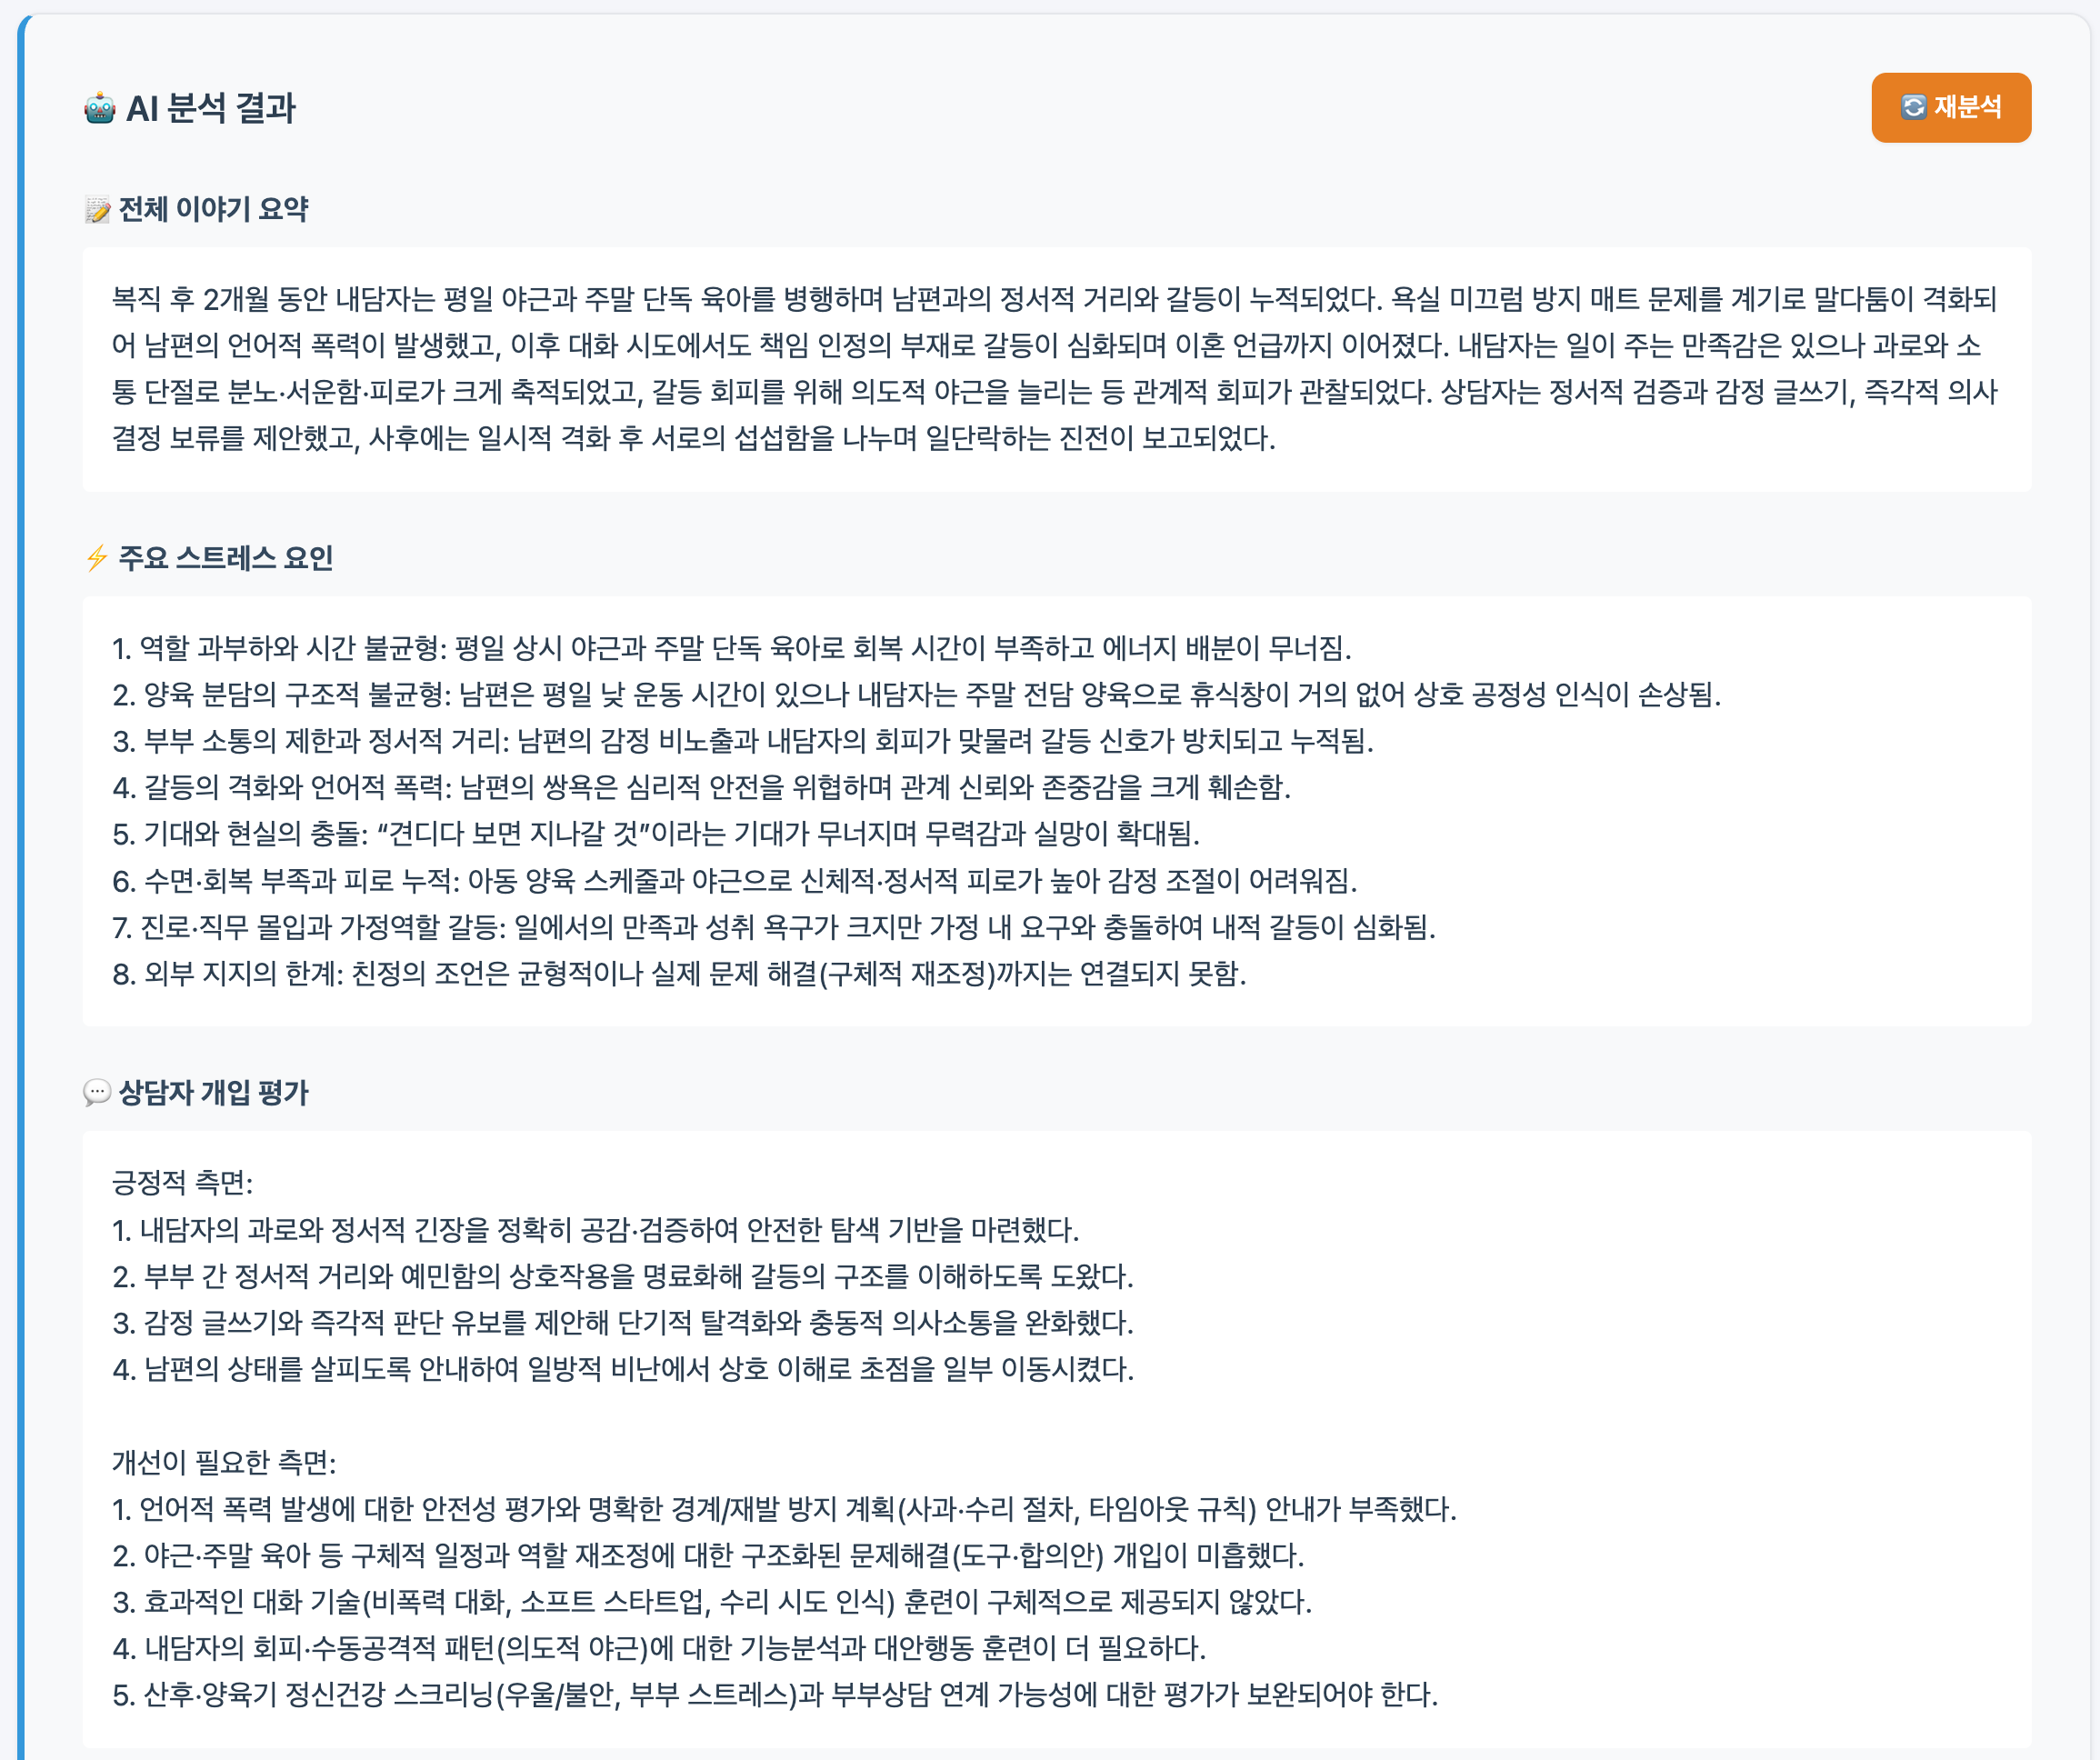 🤖 AI 분석 결과
🔄 재분석
📝 전체 이야기 요약
복직 후 2개월 동안 내담자는 평일 야근과 주말 단독 육아를 병행하며 남편과의 정서적 거리와 갈등이 누적되었다. 욕실 미끄럼 방지 매트 문제를 계기로 말다툼이 격화되
어 남편의 언어적 폭력이 발생했고, 이후 대화 시도에서도 책임 인정의 부재로 갈등이 심화되며 이혼 언급까지 이어졌다. 내담자는 일이 주는 만족감은 있으나 과로와 소
통 단절로 분노·서운함·피로가 크게 축적되었고, 갈등 회피를 위해 의도적 야근을 늘리는 등 관계적 회피가 관찰되었다. 상담자는 정서적 검증과 감정 글쓰기, 즉각적 의사
결정 보류를 제안했고, 사후에는 일시적 격화 후 서로의 섭섭함을 나누며 일단락하는 진전이 보고되었다.
⚡ 주요 스트레스 요인
1. 역할 과부하와 시간 불균형: 평일 상시 야근과 주말 단독 육아로 회복 시간이 부족하고 에너지 배분이 무너짐.
2. 양육 분담의 구조적 불균형: 남편은 평일 낮 운동 시간이 있으나 내담자는 주말 전담 양육으로 휴식창이 거의 없어 상호 공정성 인식이 손상됨.
3. 부부 소통의 제한과 정서적 거리: 남편의 감정 비노출과 내담자의 회피가 맞물려 갈등 신호가 방치되고 누적됨.
4. 갈등의 격화와 언어적 폭력: 남편의 쌍욕은 심리적 안전을 위협하며 관계 신뢰와 존중감을 크게 훼손함.
5. 기대와 현실의 충돌: “견디다 보면 지나갈 것”이라는 기대가 무너지며 무력감과 실망이 확대됨.
6. 수면·회복 부족과 피로 누적: 아동 양육 스케줄과 야근으로 신체적·정서적 피로가 높아 감정 조절이 어려워짐.
7. 진로·직무 몰입과 가정역할 갈등: 일에서의 만족과 성취 욕구가 크지만 가정 내 요구와 충돌하여 내적 갈등이 심화됨.
8. 외부 지지의 한계: 친정의 조언은 균형적이나 실제 문제 해결(구체적 재조정)까지는 연결되지 못함.
💬 상담자 개입 평가
긍정적 측면:
1. 내담자의 과로와 정서적 긴장을 정확히 공감·검증하여 안전한 탐색 기반을 마련했다.
2. 부부 간 정서적 거리와 예민함의 상호작용을 명료화해 갈등의 구조를 이해하도록 도왔다.
3. 감정 글쓰기와 즉각적 판단 유보를 제안해 단기적 탈격화와 충동적 의사소통을 완화했다.
4. 남편의 상태를 살피도록 안내하여 일방적 비난에서 상호 이해로 초점을 일부 이동시켰다.
개선이 필요한 측면:
1. 언어적 폭력 발생에 대한 안전성 평가와 명확한 경계/재발 방지 계획(사과·수리 절차, 타임아웃 규칙) 안내가 부족했다.
2. 야근·주말 육아 등 구체적 일정과 역할 재조정에 대한 구조화된 문제해결(도구·합의안) 개입이 미흡했다.
3. 효과적인 대화 기술(비폭력 대화, 소프트 스타트업, 수리 시도 인식) 훈련이 구체적으로 제공되지 않았다.
4. 내담자의 회피·수동공격적 패턴(의도적 야근)에 대한 기능분석과 대안행동 훈련이 더 필요하다.
5. 산후·양육기 정신건강 스크리닝(우울/불안, 부부 스트레스)과 부부상담 연계 가능성에 대한 평가가 보완되어야 한다.